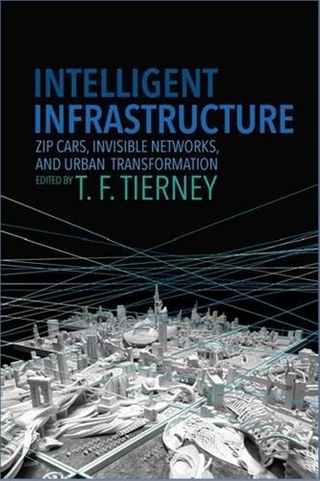 INTELLIGENT
INFRASTRUCTURE
ZIP CARS, INVISIBLE NETWORKS,
AND URBAN TRANSFORMATION
EDITED BY T. F. TIERNEY